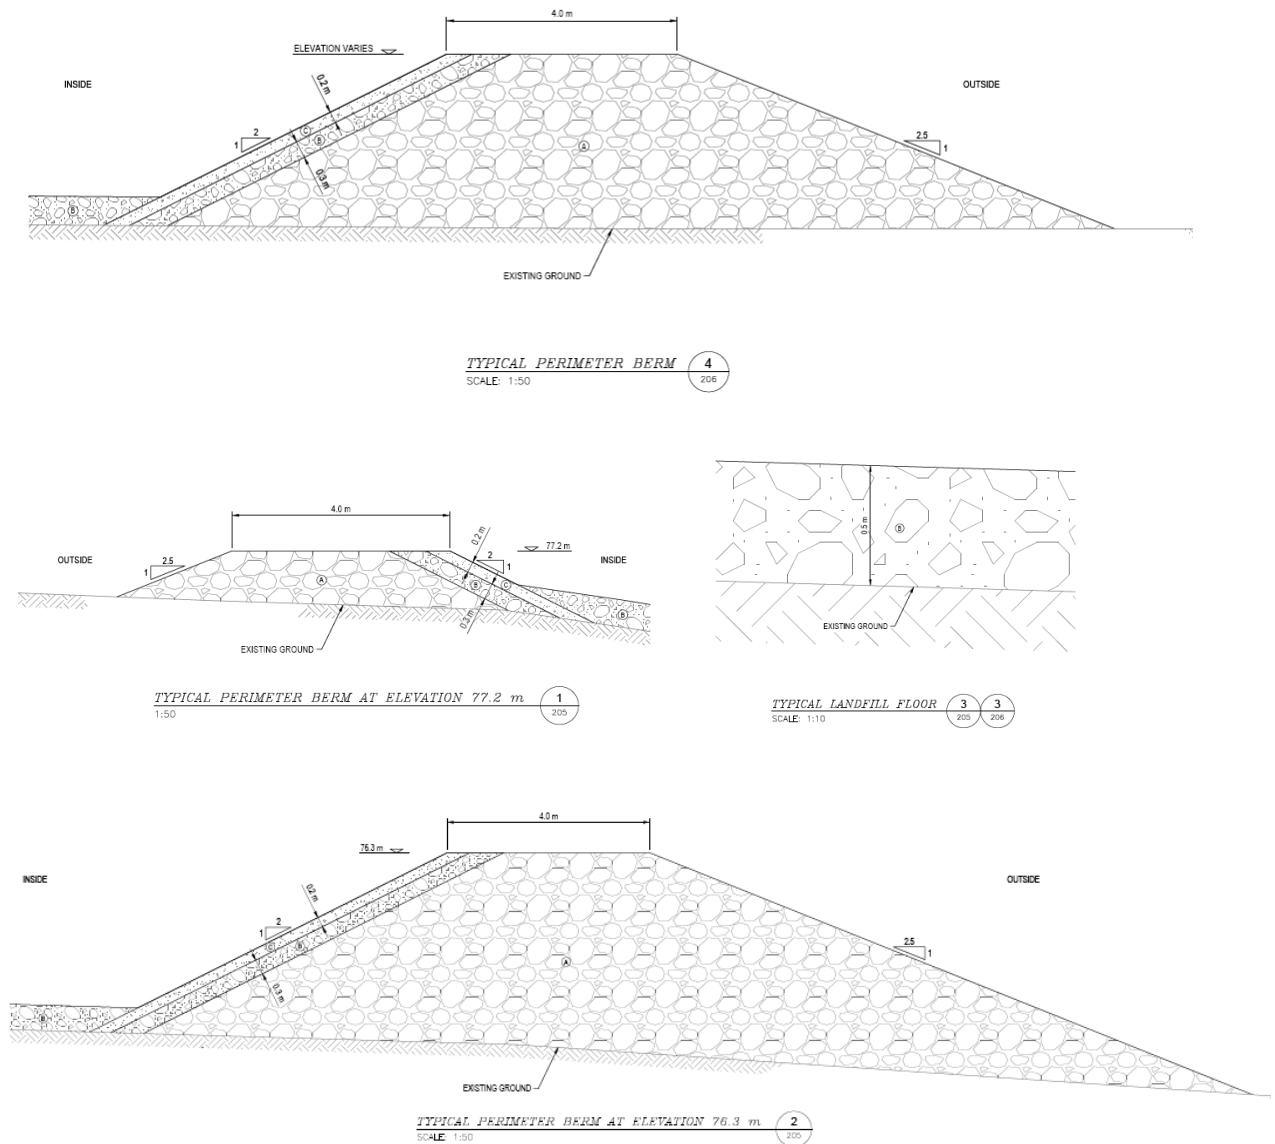 4.0 m
ELEVATION VARIES
INSIDE
OUTSIDE
0.2 m
2
1
C
B
0.3 m
A
2.5
1
B
EXISTING GROUND
TYPICAL PERIMETER BERM
4
206
SCALE: 1:50
4.0 m
OUTSIDE
2.5
1
0.2 m
2
1
77.2 m
INSIDE
A
B
C
0.3 m
B
EXISTING GROUND
TYPICAL PERIMETER BERM AT ELEVATION 77.2 m
1
205
1:50
0.5 m
B
EXISTING GROUND
TYPICAL LANDFILL FLOOR
3
205
3
206
SCALE: 1:10
4.0 m
76.3 m
INSIDE
OUTSIDE
0.2 m
2
1
C
B
0.3 m
A
2.5
1
B
EXISTING GROUND
TYPICAL PERIMETER BERM AT ELEVATION 76.3 m
2
205
SCALE: 1:50